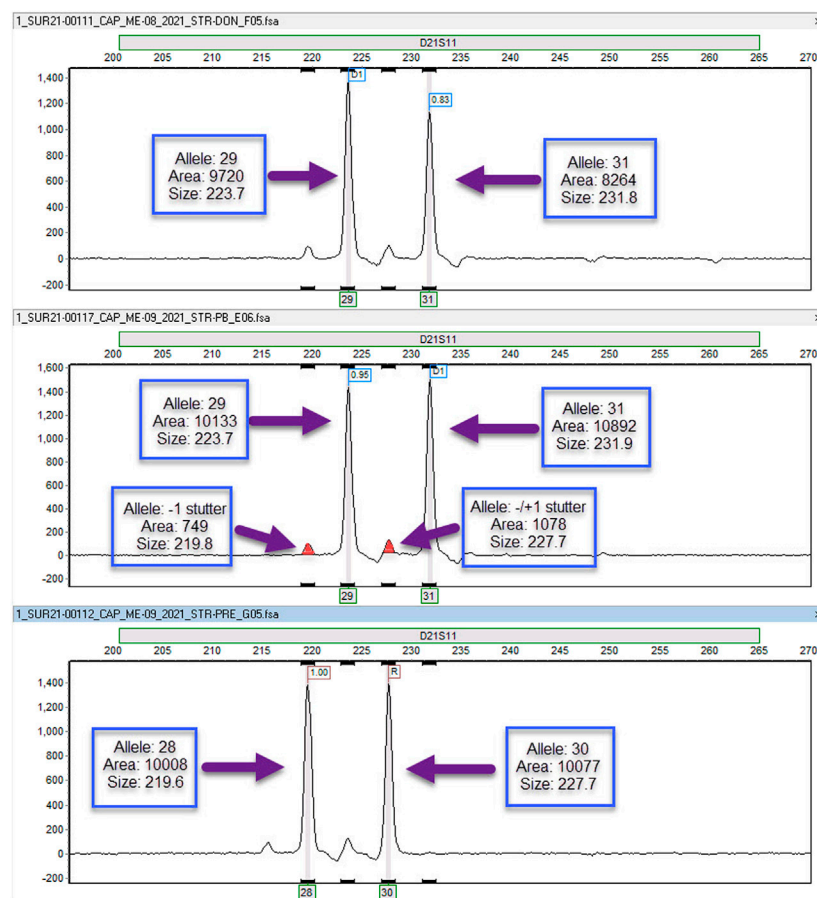 1_SUR21-00111_CAP_ME-08_2021_STR-DON_F05.fsa
D21S11
200 205 210 215 220 225 230 235 240 245 250 255 260 265 270
1,400
1,200
1,000
800
600
400
200
0
-200
D1
0.83
Allele: 29
Area: 9720
Size: 223.7
Allele: 31
Area: 8264
Size: 231.8
29 31
1_SUR21-00117_CAP_ME-09_2021_STR-PB_E06.fsa
D21S11
200 205 210 215 220 225 230 235 240 245 250 255 260 265 270
1,600
1,400
1,200
1,000
800
600
400
200
0
-200
0.95
D1
Allele: 29
Area: 10133
Size: 223.7
Allele: 31
Area: 10892
Size: 231.9
Allele: -1 stutter
Area: 749
Size: 219.8
Allele: -/+1 stutter
Area: 1078
Size: 227.7
29 31
1_SUR21-00112_CAP_ME-09_2021_STR-PRE_G05.fsa
D21S11
200 205 210 215 220 225 230 235 240 245 250 255 260 265 270
1,400
1,200
1,000
800
600
400
200
0
-200
1.00
R
Allele: 28
Area: 10008
Size: 219.6
Allele: 30
Area: 10077
Size: 227.7
28 30